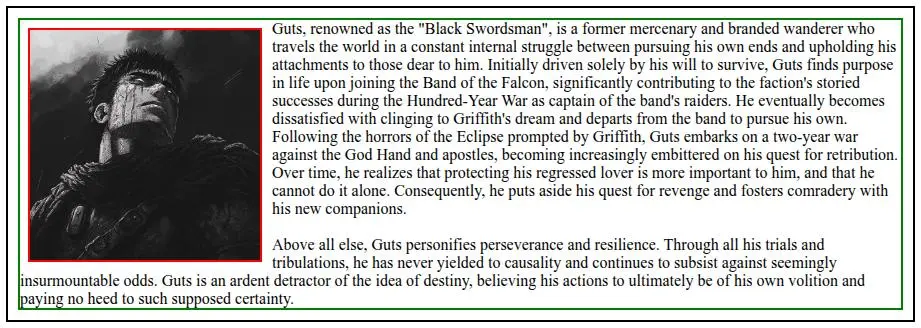 Guts, renowned as the "Black Swordsman", is a former mercenary and branded wanderer who
travels the world in a constant internal struggle between pursuing his own ends and upholding his
attachments to those dear to him. Initially driven solely by his will to survive, Guts finds purpose
in life upon joining the Band of the Falcon, significantly contributing to the faction's storied
successes during the Hundred-Year War as captain of the band's raiders. He eventually becomes
dissatisfied with clinging to Griffith's dream and departs from the band to pursue his own.
Following the horrors of the Eclipse prompted by Griffith, Guts embarks on a two-year war
against the God Hand and apostles, becoming increasingly embittered on his quest for retribution.
Over time, he realizes that protecting his regressed lover is more important to him, and that he
cannot do it alone. Consequently, he puts aside his quest for revenge and fosters comradery with
his new companions.
Above all else, Guts personifies perseverance and resilience. Through all his trials and
tribulations, he has never yielded to causality and continues to subsist against seemingly
insurmountable odds. Guts is an ardent detractor of the idea of destiny, believing his actions to ultimately be of his own volition and
paying no heed to such supposed certainty.